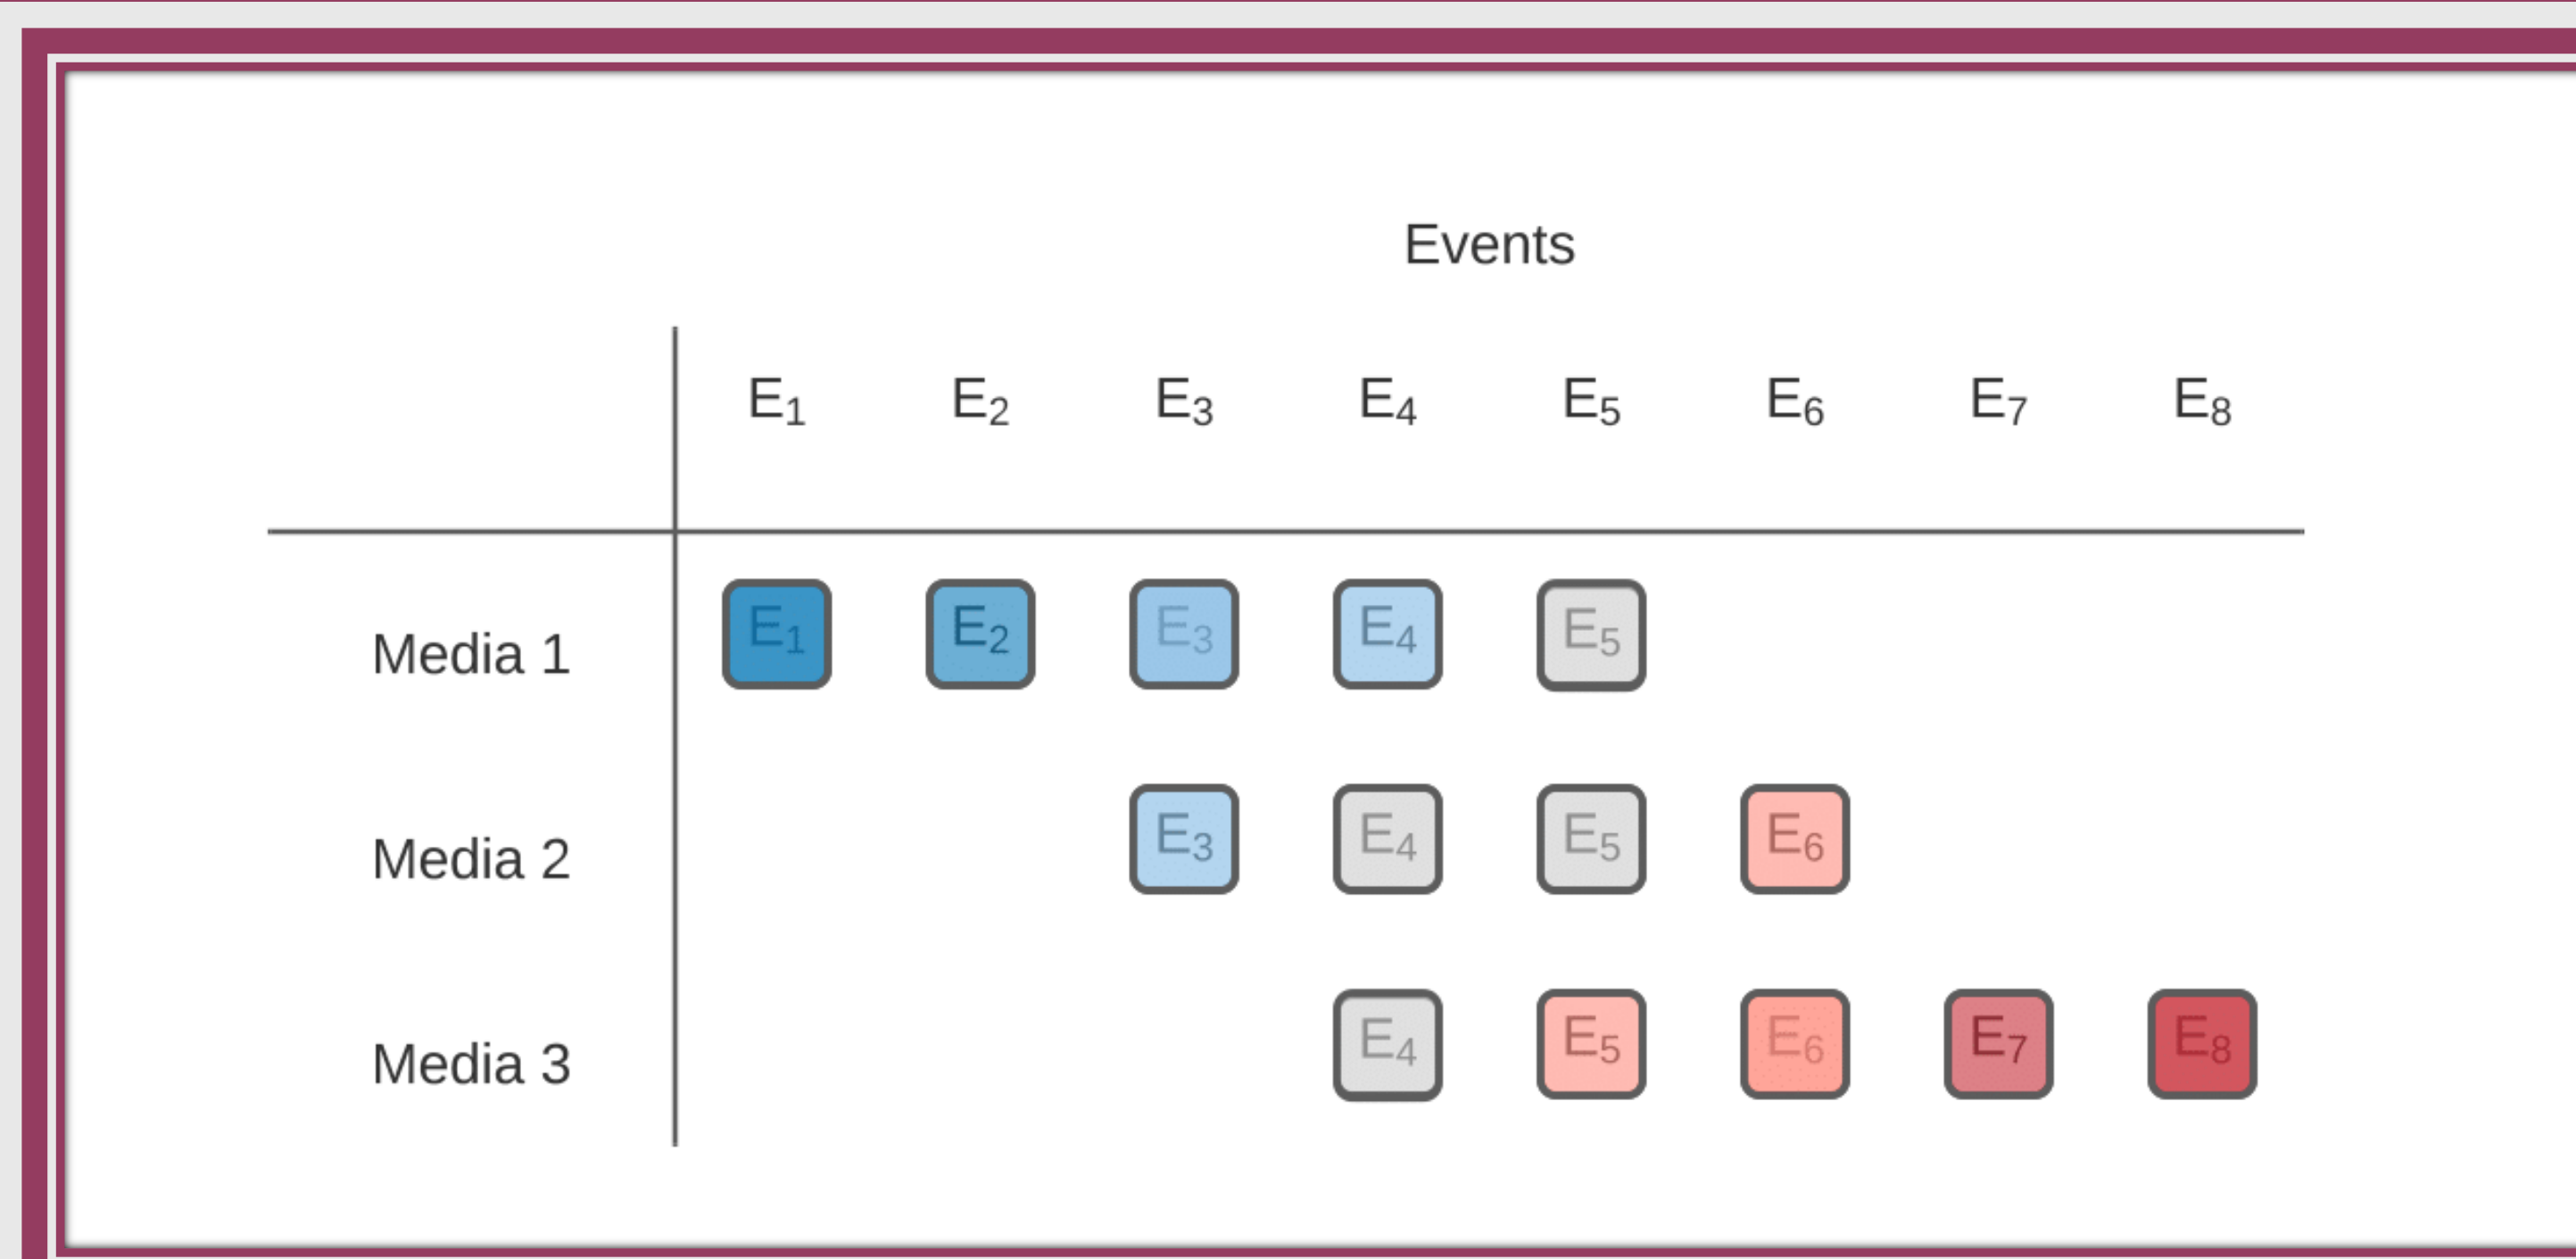 Events
E₁ E₂ E₃ E₄ E₅ E₆ E₇ E₈
Media 1 E₁ E₂ E₃ E₄ E₅
Media 2 E₃ E₄ E₅ E₆
Media 3 E₄ E₅ E₆ E₇ E₈